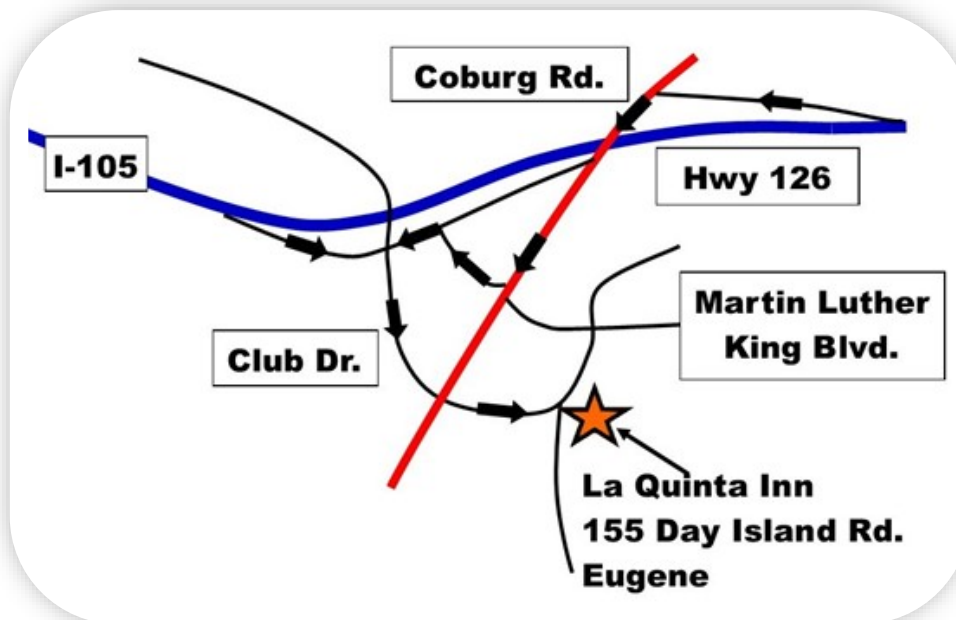 Coburg Rd.
I-105
Hwy 126
Martin Luther
King Blvd.
Club Dr.
La Quinta Inn
155 Day Island Rd.
Eugene